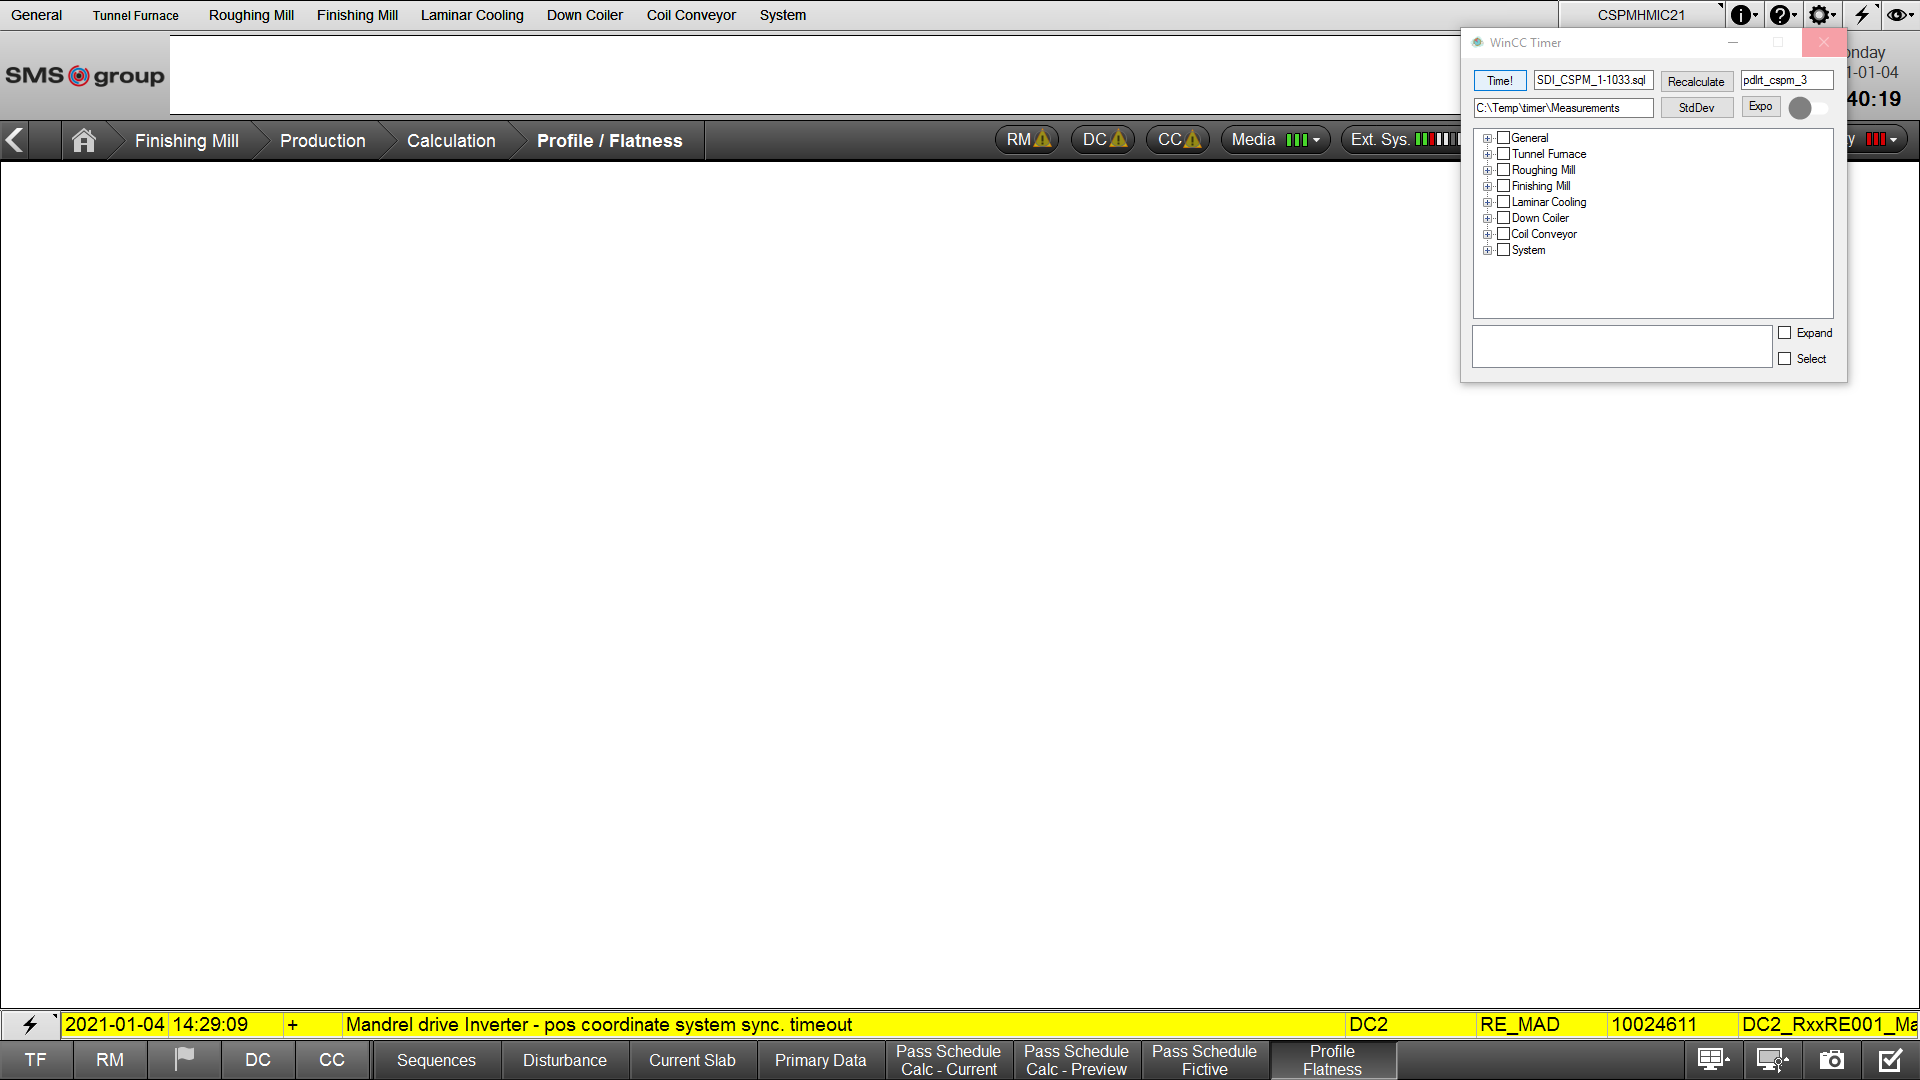 General Tunnel Furnace Roughing Mill Finishing Mill Laminar Cooling Down Coiler Coil Conveyor System CSPMHMIC21
WinCC Timer
SMS group
Time! SDI_CSPM_1-1033.sql Recalculate pdlrt_cspm_3
C:\Temp\timer\Measurements StdDev Expo
onday
1-01-04
40:19
Finishing Mill Production Calculation Profile / Flatness RM DC CC Media Ext. Sys. y
General
Tunnel Furnace
Roughing Mill
Finishing Mill
Laminar Cooling
Down Coiler
Coil Conveyor
System
Expand
Select
2021-01-04 14:29:09 + Mandrel drive Inverter - pos coordinate system sync. timeout DC2 RE_MAD 10024611 DC2_RxxRE001_Ma
TF RM DC CC Sequences Disturbance Current Slab Primary Data
Pass Schedule
Calc - Current
Pass Schedule
Calc - Preview
Pass Schedule
Fictive
Profile
Flatness